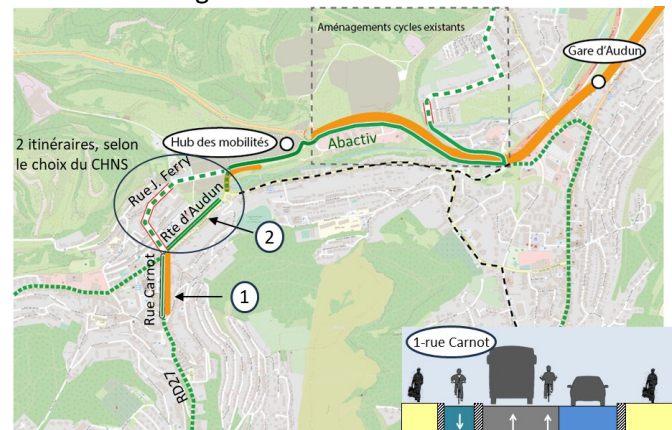 Aménagements cycles existants
Gare d'Audun
Hub des mobilités
Abactiv
2 itinéraires, selon
le choix du CHNS
Rue J. Ferry
Rte d'Audun
2
Rue Carnot
1
RD27
1-rue Carnot